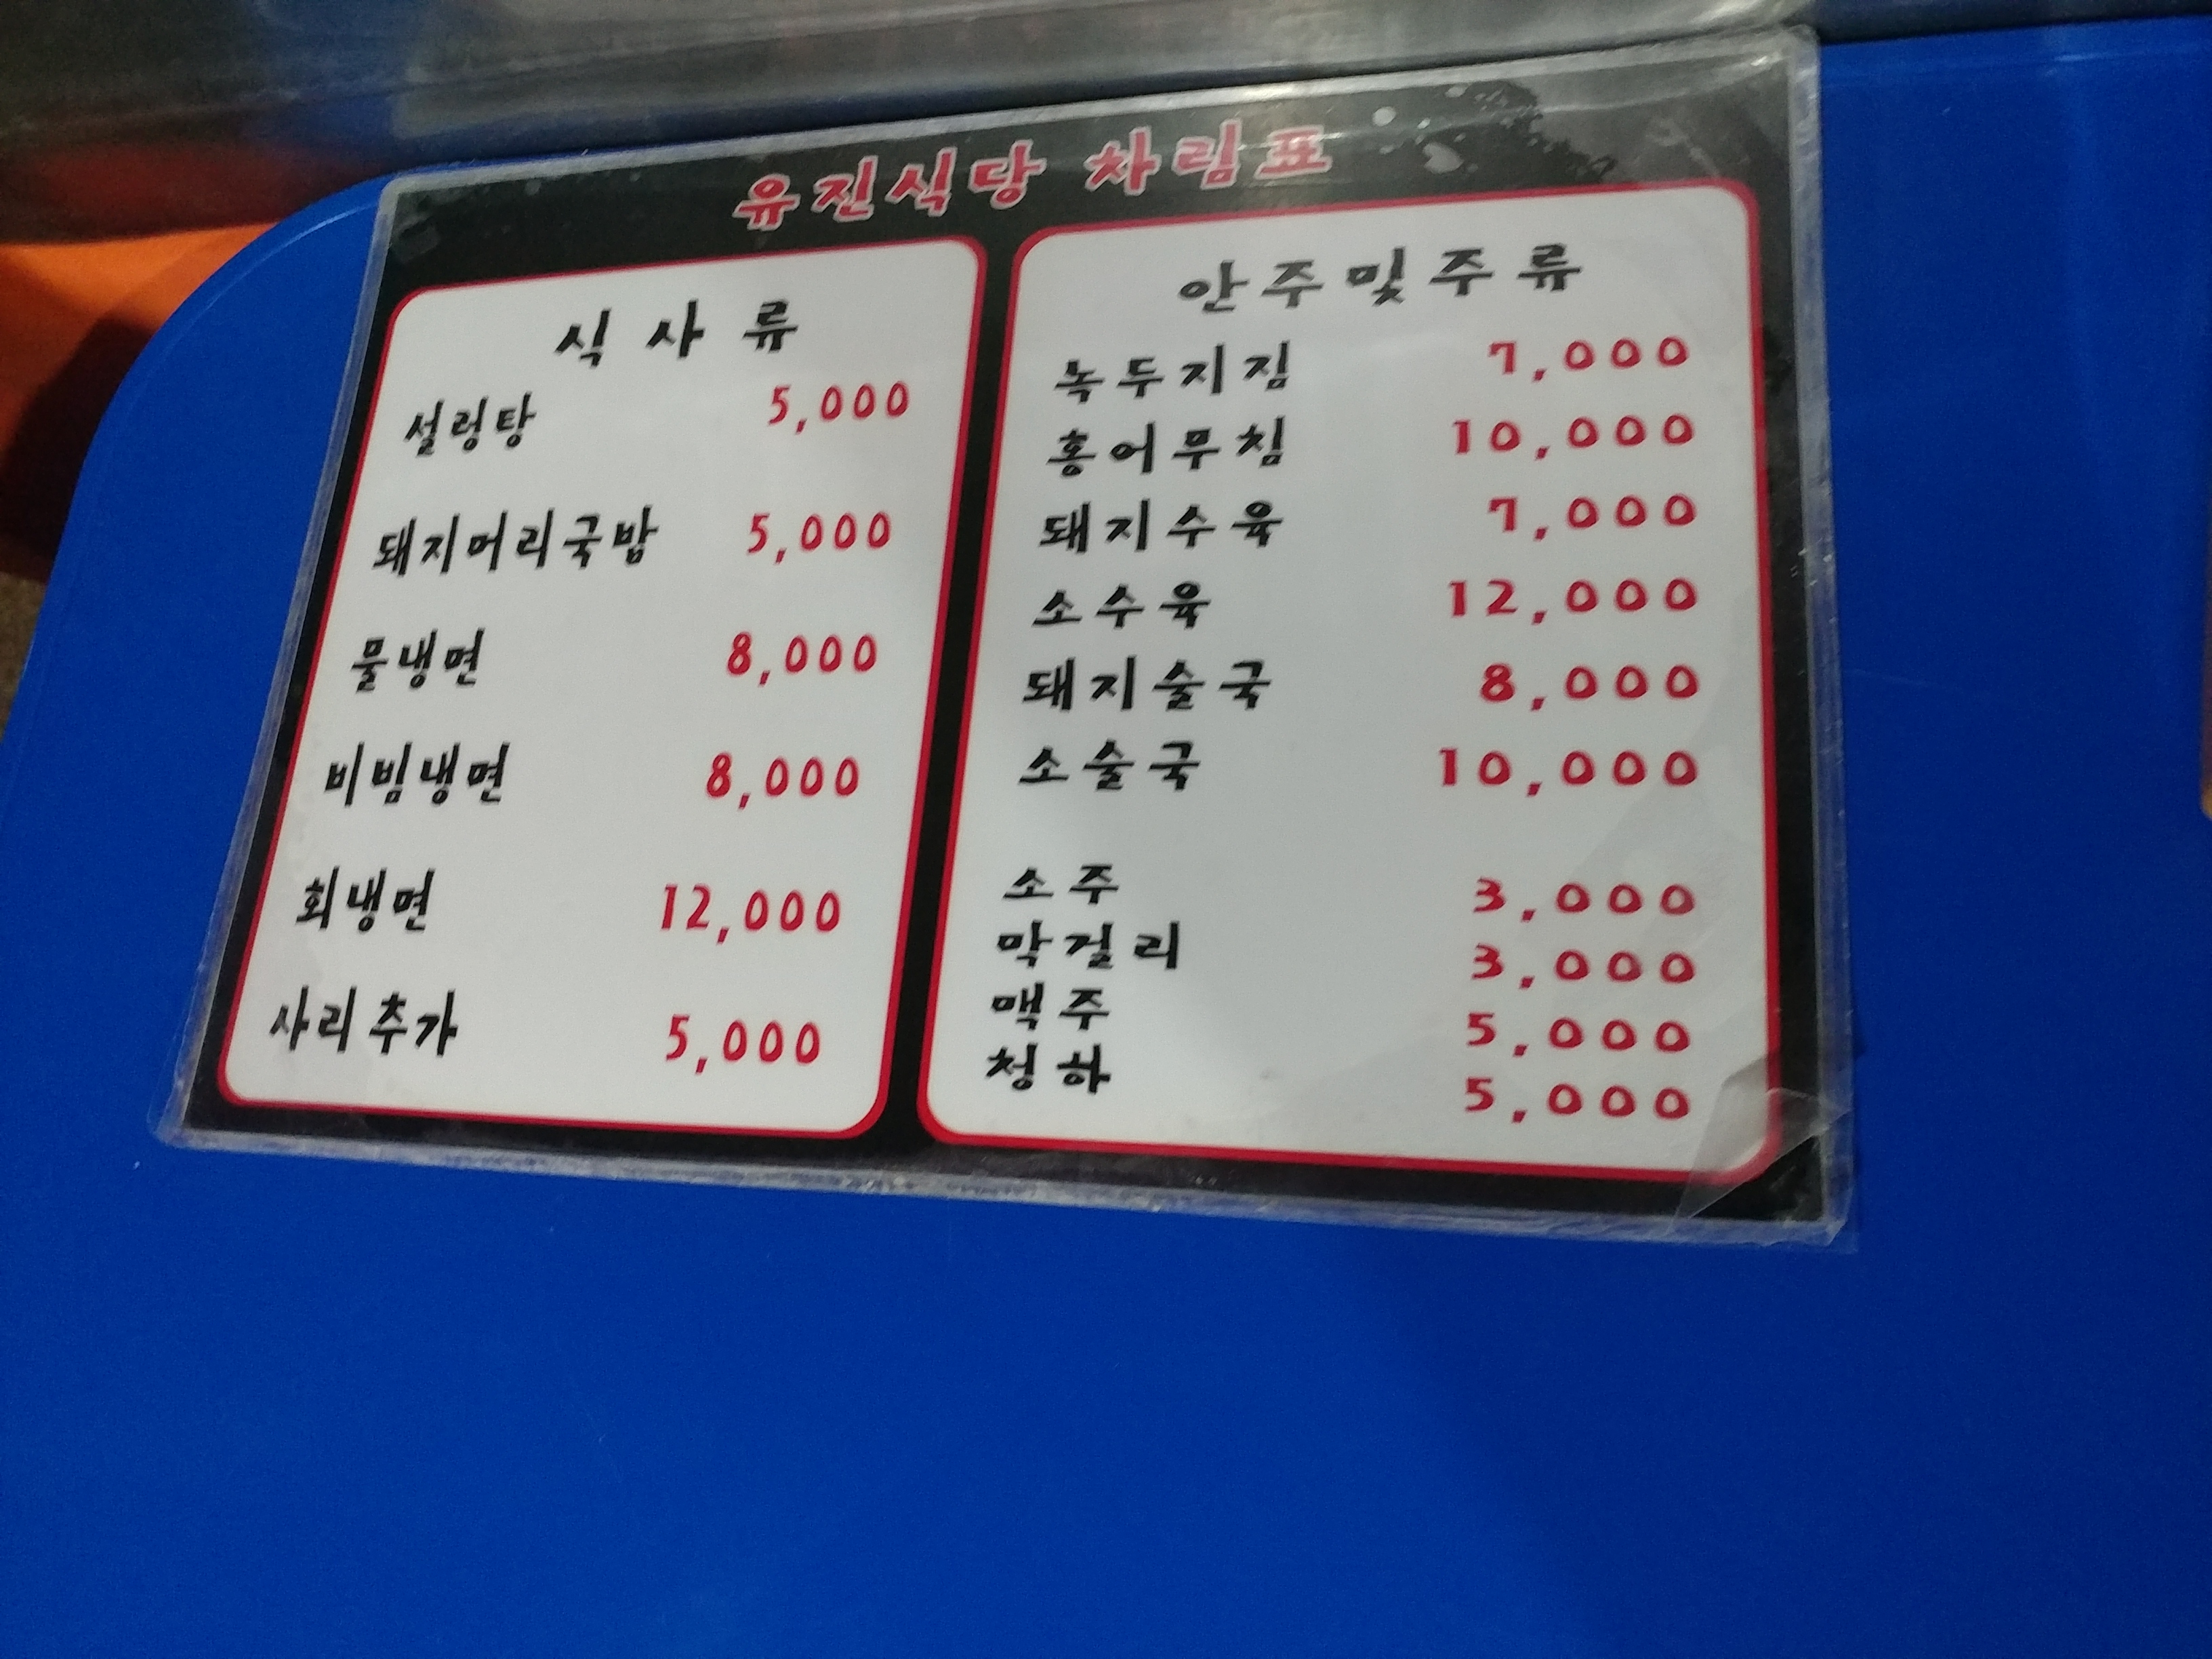 유진식당 차림표
식사류
설렁탕 5,000
돼지머리국밥 5,000
물냉면 8,000
비빔냉면 8,000
회냉면 12,000
사리추가 5,000
안주및주류
녹두지짐 7,000
홍어무침 10,000
돼지수육 7,000
소수육 12,000
돼지술국 8,000
소술국 10,000
소주 3,000
막걸리 3,000
맥주 5,000
청하 5,000